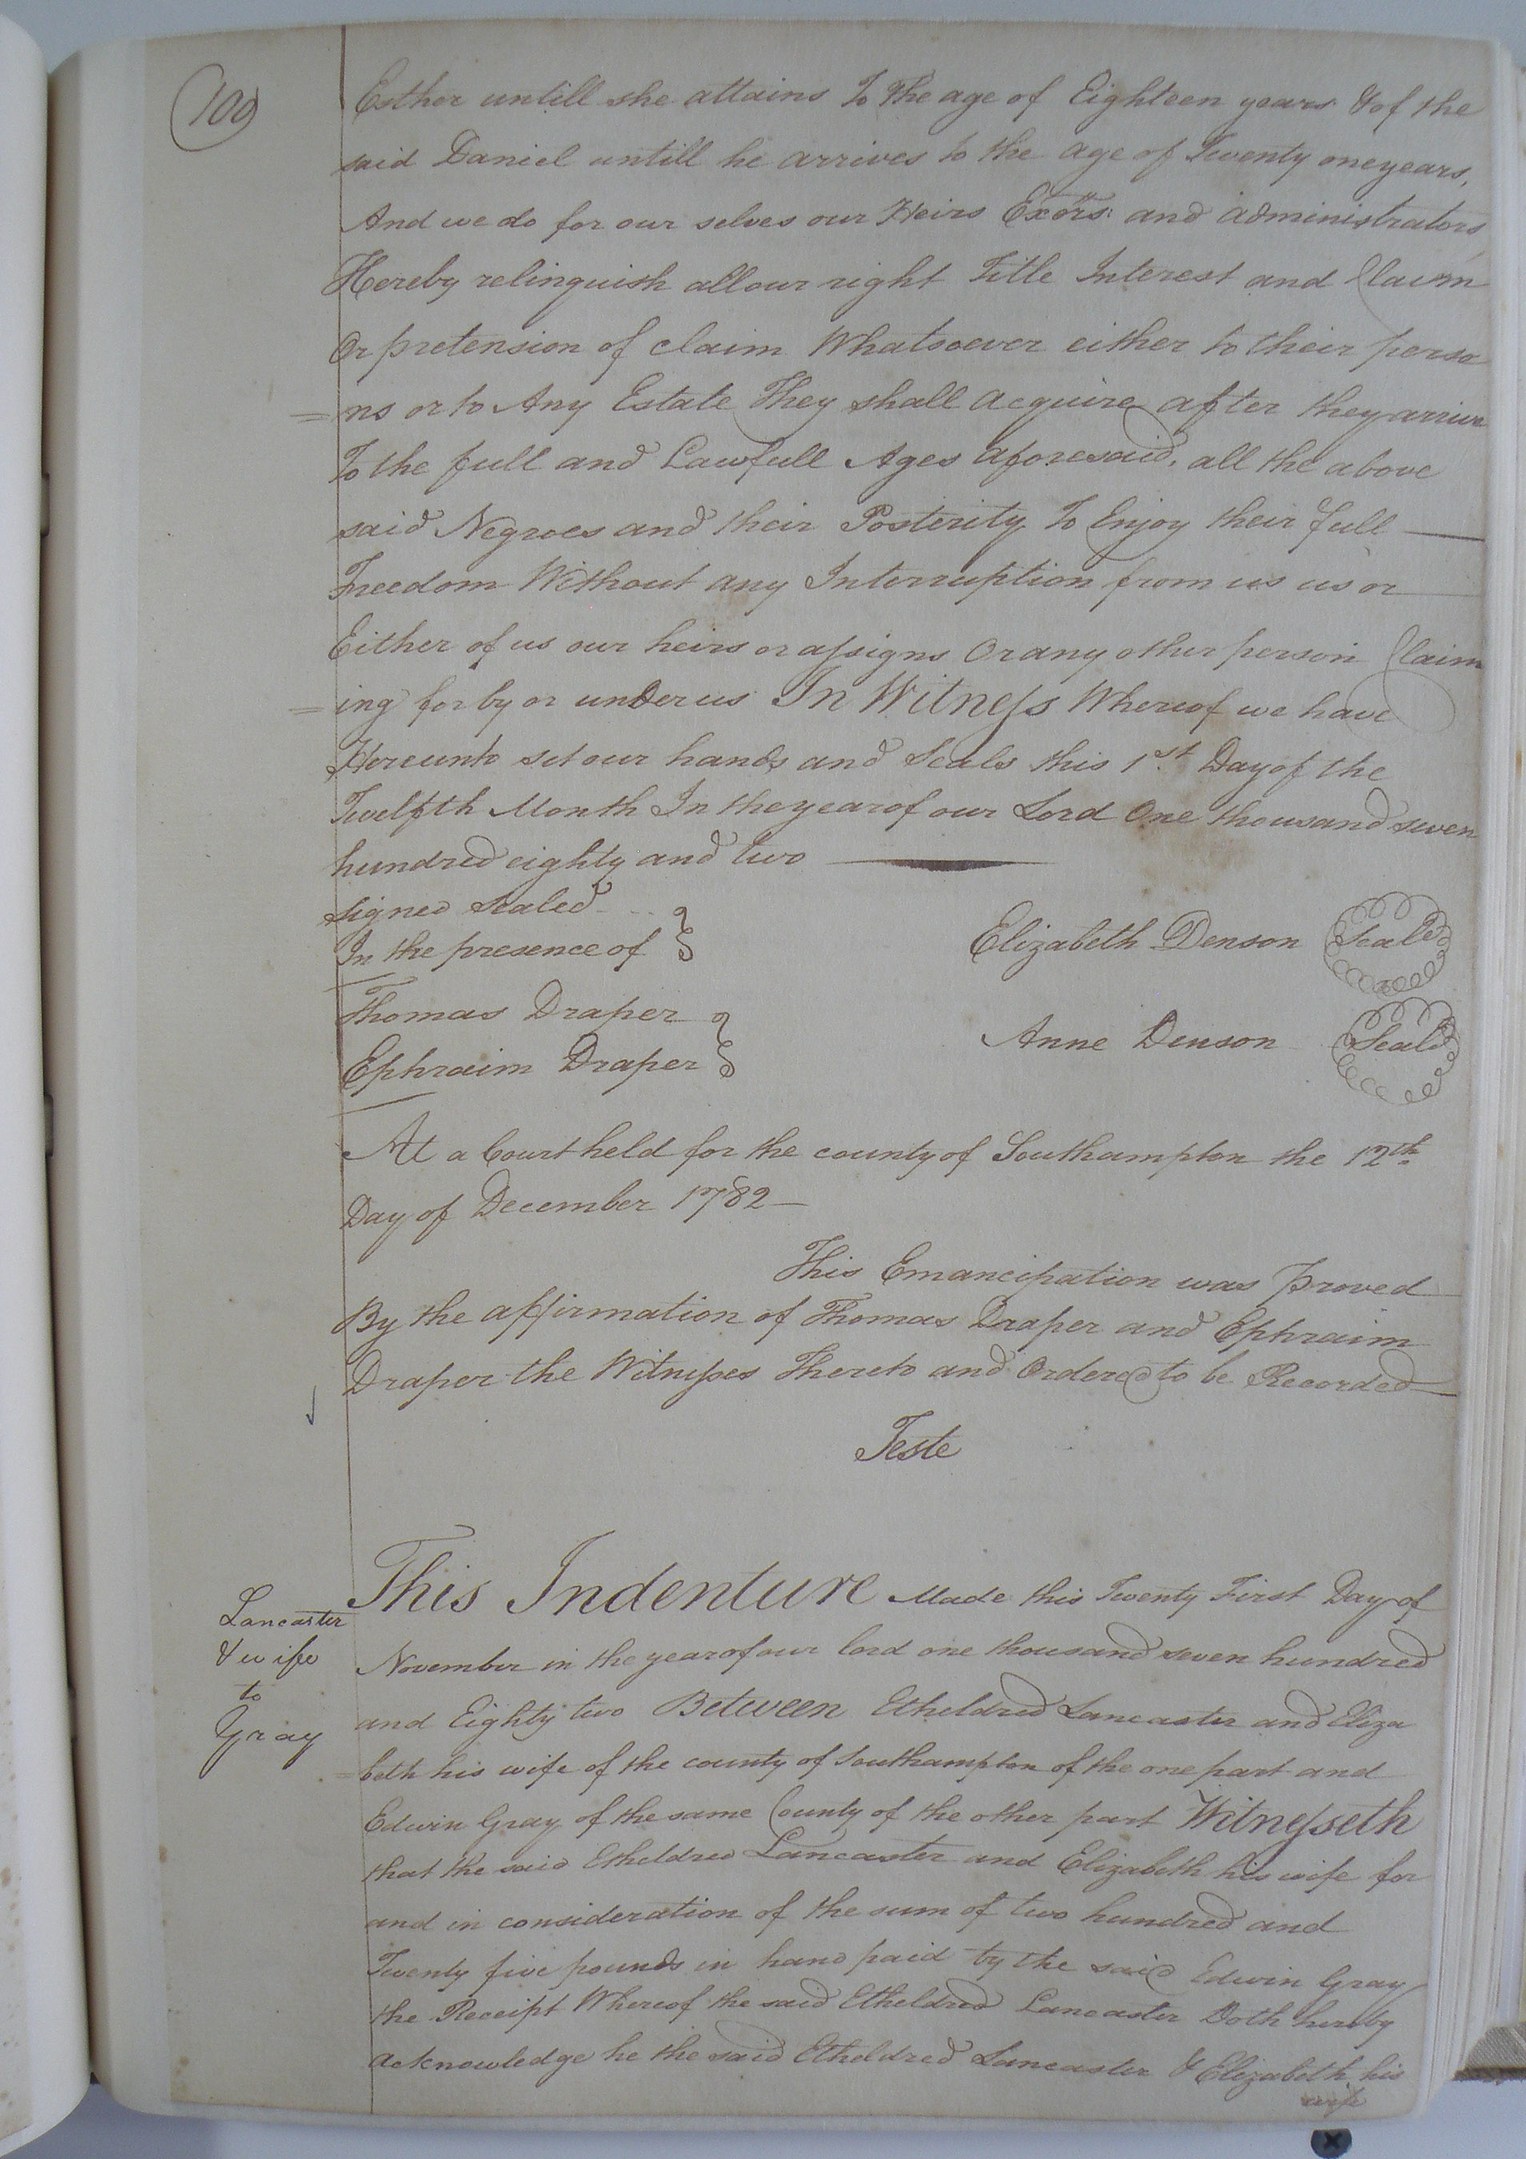 100
Esther untill she attains To The age of Eighteen years & of the
said Daniel untill he arrives to the age of Twenty one years,
And we do for our selves our Heirs Exors: and administrators
Hereby relinquish all our right Title Interest and Claim
Or pretension of claim Whatsoever either to their perso
=ns or to Any Estate They shall acquire after they arrive
To the full and Lawfull Ages aforesaid, all the above
said Negroes and their Posterity To Enjoy their full
Freedom Without any Interruption from us us or
Either of us our heirs or assigns Or any other person Claim
=ing for by or under us In Witness Whereof we have
Hereunto set our hands and Seals this 1st Day of the
Twelfth Month In the year of our Lord One thousand seven
hundred eighty and two
signed sealed
In the presence of
Elizabeth Denson Seal
Thomas Draper
Anne Denson Seal
Ephraim Draper
At a Court held for the county of Southampton the 12th
Day of December 1782
This Emancipation was proved
By the affirmation of Thomas Draper and Ephraim
Draper the Witnesses Thereto and Ordered to be Recorded
Teste
Lancaster
& wife
to
Gray
This Indenture Made this Twenty First Day of
November in the year of our lord one thousand seven hundred
and Eighty two Between Etheldred Lancaster and Eliza
=beth his wife of the county of Southampton of the one part and
Edwin Gray of the same County of the other part Witnesseth
that the said Etheldred Lancaster and Elizabeth his wife for
and in consideration of the sum of two hundred and
Twenty five pounds in hand paid by the said Edwin Gray
the Receipt Whereof the said Etheldred Lancaster Doth hereby
acknowledge he the said Etheldred Lancaster & Elizabeth his
wife